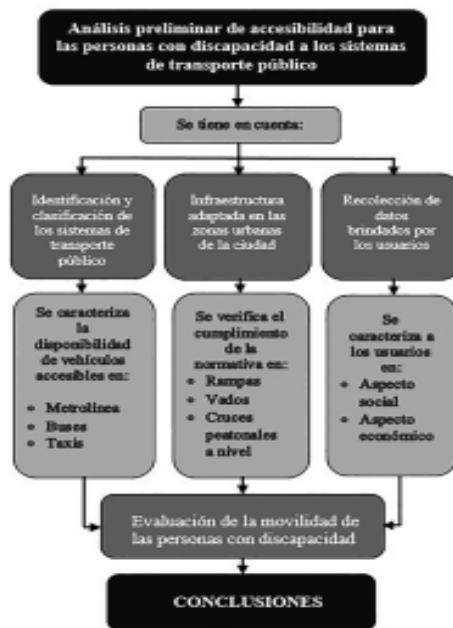 Análisis preliminar de accesibilidad para
las personas con discapacidad a los sistemas
de transporte público
Se tiene en cuenta:
Identificación y
clasificación de
los sistemas de
transporte
público
Infraestructura
adaptada en las
zonas urbanas
de la ciudad
Recolección de
datos
brindados por
los usuarios
Se caracteriza
la
disponibilidad
de vehículos
accesibles en:
Metrolínea
Buses
Taxis
Se verifica el
cumplimiento
de la
normativa en:
Rampas
Vados
Cruces
peatonales
a nivel
Se
caracteriza a
los usuarios
en:
Aspecto
social
Aspecto
económico
Evaluación de la movilidad de
las personas con discapacidad
CONCLUSIONES